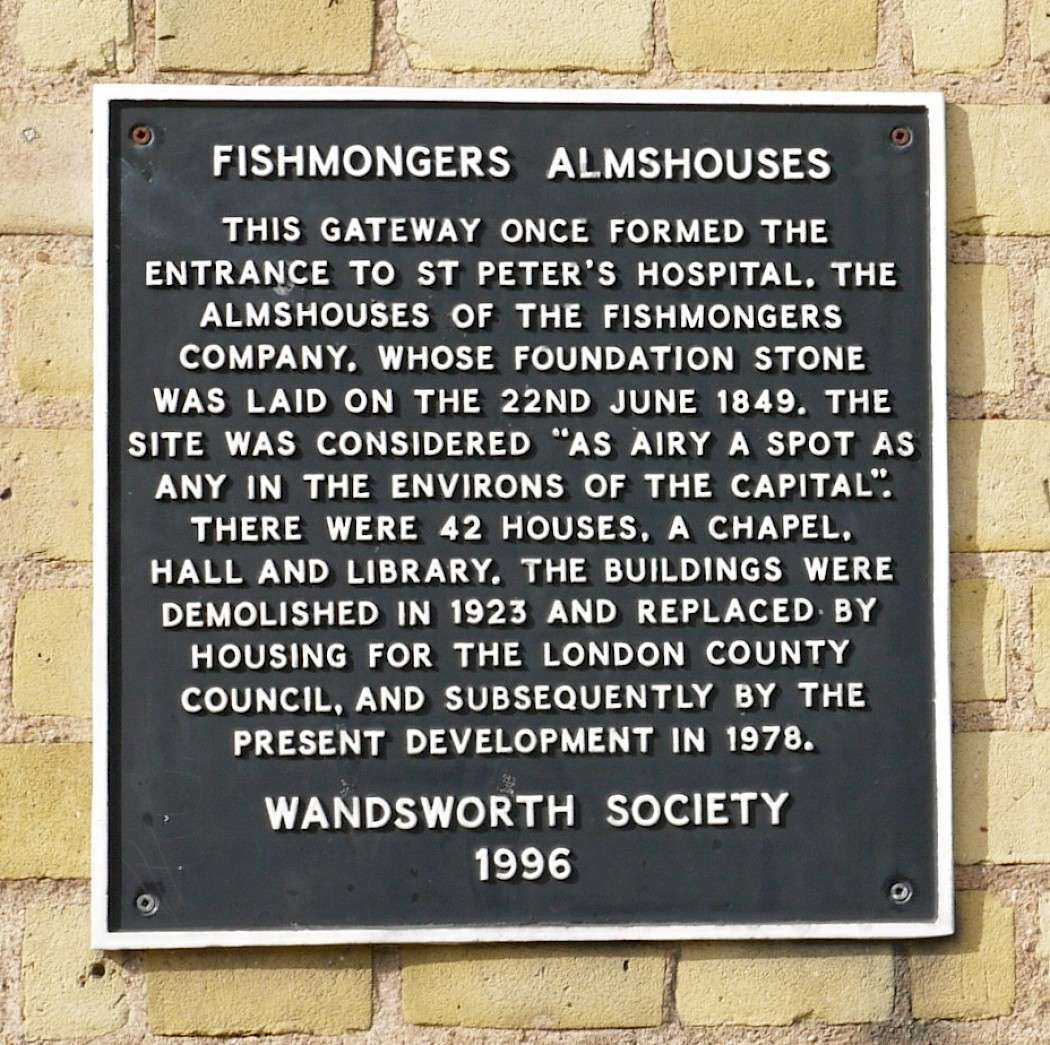 FISHMONGERS ALMSHOUSES
THIS GATEWAY ONCE FORMED THE
ENTRANCE TO ST PETER'S HOSPITAL, THE
ALMSHOUSES OF THE FISHMONGERS
COMPANY, WHOSE FOUNDATION STONE
WAS LAID ON THE 22ND JUNE 1849. THE
SITE WAS CONSIDERED "AS AIRY A SPOT AS
ANY IN THE ENVIRONS OF THE CAPITAL".
THERE WERE 42 HOUSES, A CHAPEL,
HALL AND LIBRARY. THE BUILDINGS WERE
DEMOLISHED IN 1923 AND REPLACED BY
HOUSING FOR THE LONDON COUNTY
COUNCIL, AND SUBSEQUENTLY BY THE
PRESENT DEVELOPMENT IN 1978.
WANDSWORTH SOCIETY
1996